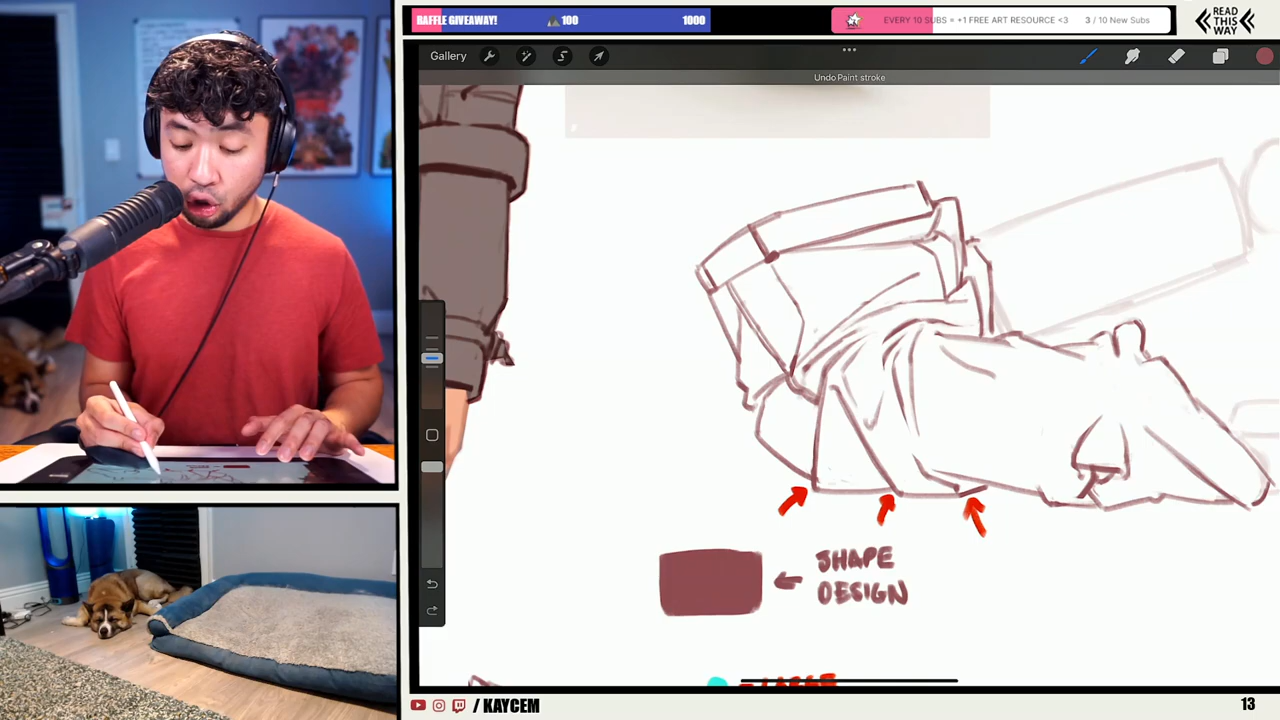 RAFFLE GIVEAWAY!
100
1000
EVERY 10 SUBS = +1 FREE ART RESOURCE <3
3 / 10 New Subs
READ
THIS
WAY
Gallery
Undo Paint stroke
SHAPE
DESIGN
/ KAYCEM
13